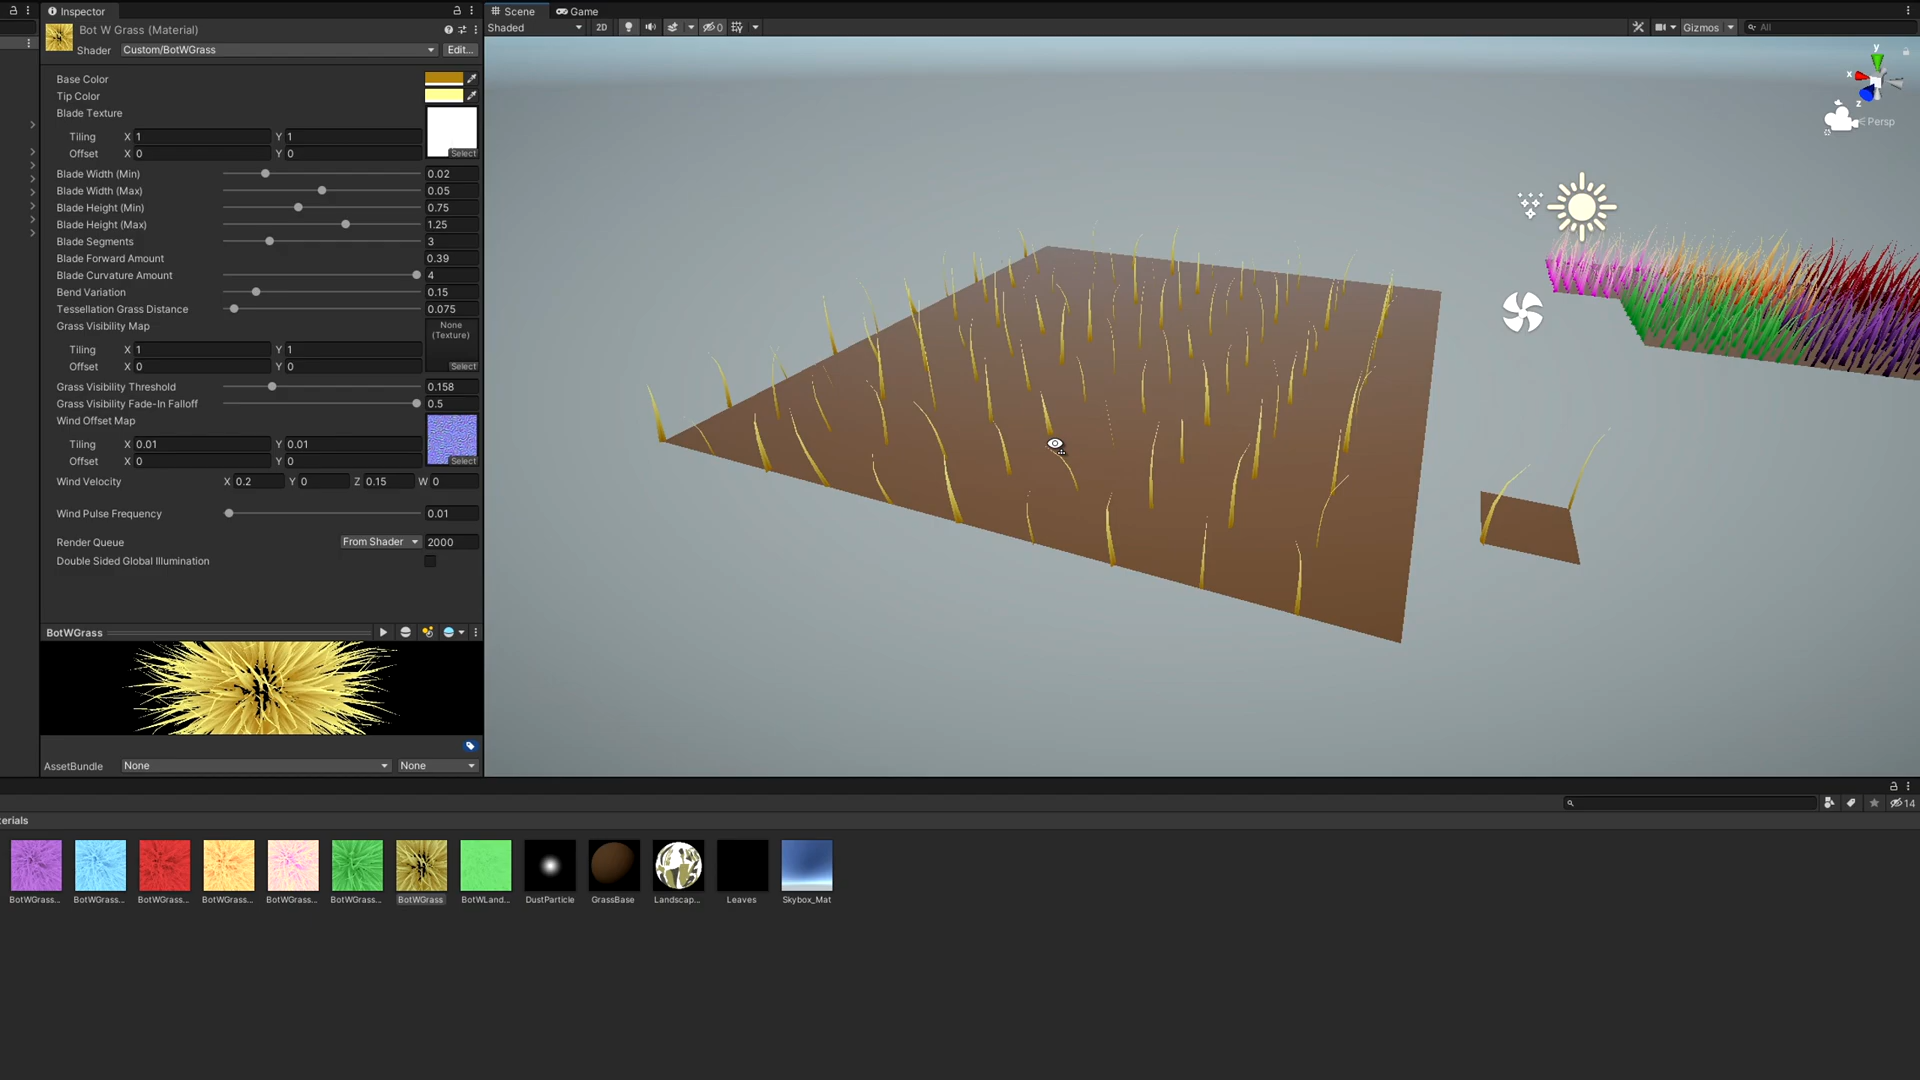 Inspector
Bot W Grass (Material)
Shader Custom/BotWGrass Edit...
Base Color
Tip Color
Blade Texture
Tiling X 1 Y 1
Offset X 0 Y 0 Select
Blade Width (Min) 0.02
Blade Width (Max) 0.05
Blade Height (Min) 0.75
Blade Height (Max) 1.25
Blade Segments 3
Blade Forward Amount 0.39
Blade Curvature Amount 4
Bend Variation 0.15
Tessellation Grass Distance 0.075
Grass Visibility Map None (Texture)
Tiling X 1 Y 1
Offset X 0 Y 0 Select
Grass Visibility Threshold 0.158
Grass Visibility Fade-In Falloff 0.5
Wind Offset Map
Tiling X 0.01 Y 0.01
Offset X 0 Y 0 Select
Wind Velocity X 0.2 Y 0 Z 0.15 W 0
Wind Pulse Frequency 0.01
Render Queue From Shader 2000
Double Sided Global Illumination
BotWGrass
AssetBundle None None
Scene Game
Shaded 2D 0 Gizmos All
y
x
z
Persp
14
erials
BotWGrass... BotWGrass... BotWGrass... BotWGrass... BotWGrass... BotWGrass... BotWGrass BotWLand... DustParticle GrassBase Landscap... Leaves Skybox_Mat